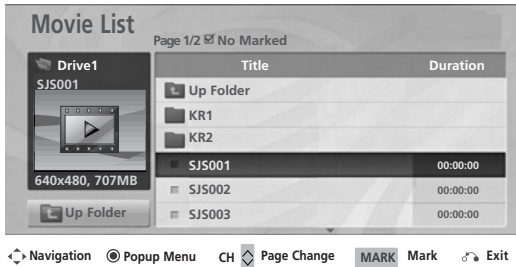 Movie List
Page 1/2 No Marked
Drive1
SJS001
640x480, 707MB
Up Folder
Title Duration
Up Folder
KR1
KR2
SJS001 00:00:00
SJS002 00:00:00
SJS003 00:00:00
Navigation Popup Menu CH Page Change MARK Mark Exit